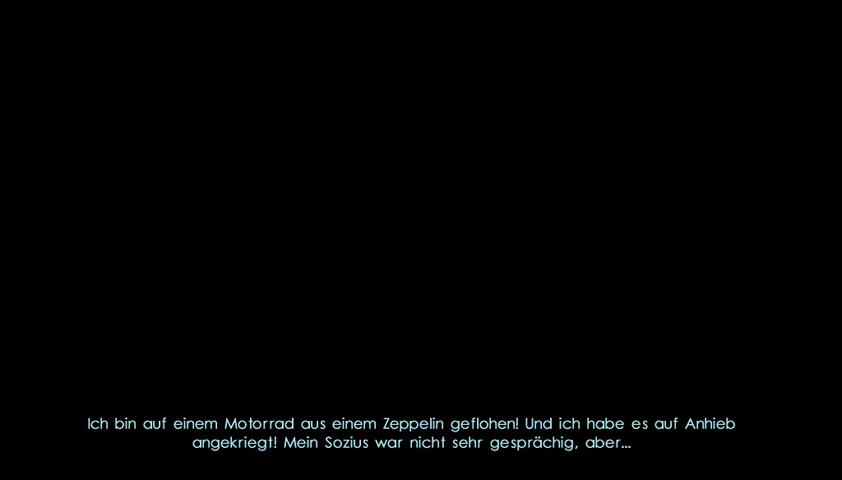 Ich bin auf einem Motorrad aus einem Zeppelin geflohen! Und ich habe es auf Anhieb
angekriegt! Mein Sozius war nicht sehr gesprächig, aber...